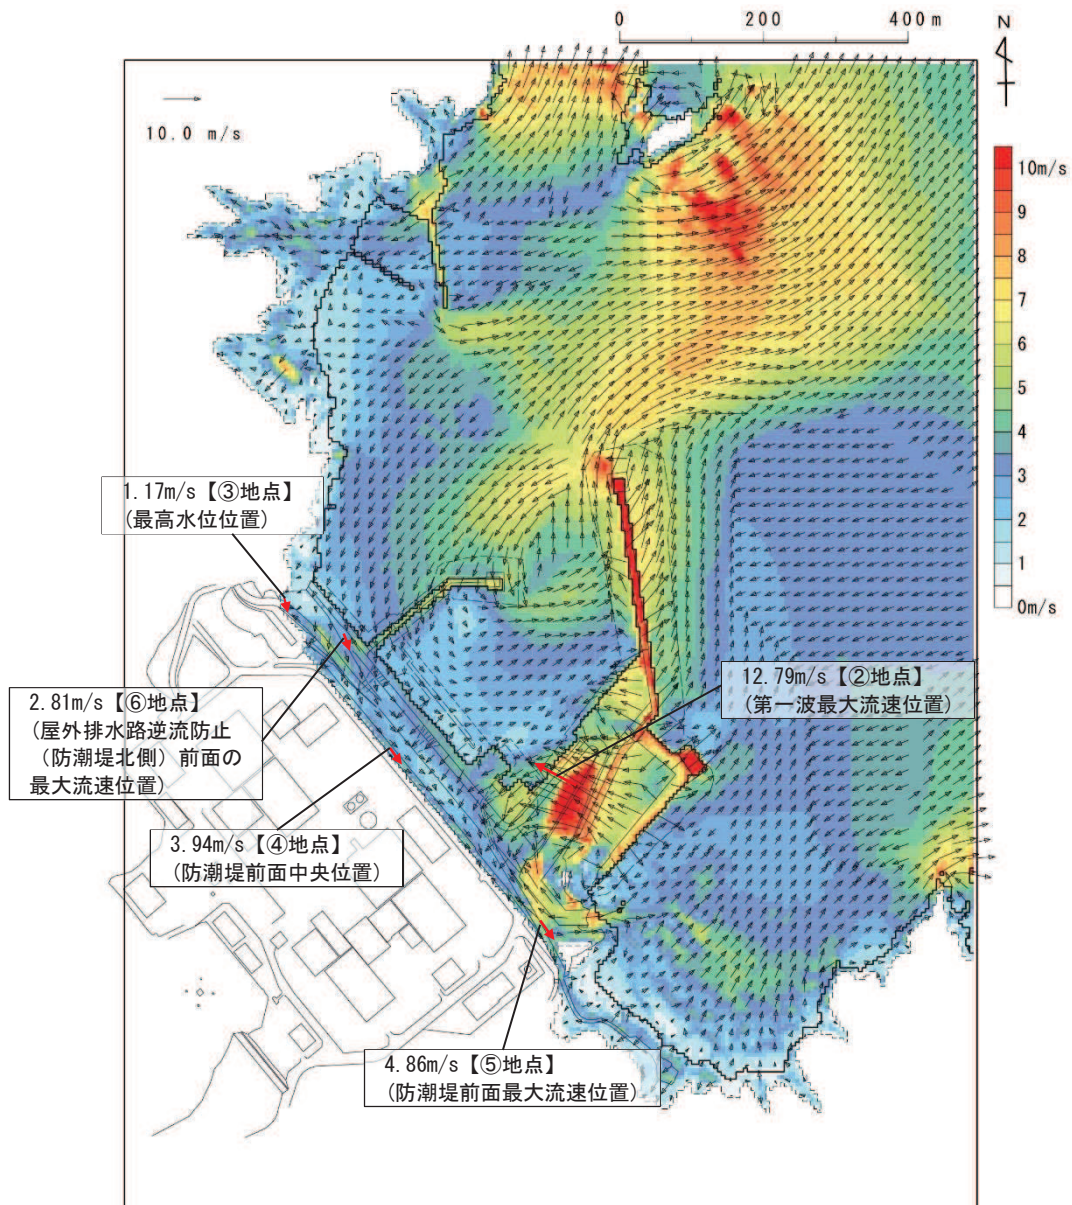 0 200 400m
N
10.0 m/s
10m/s
9
8
7
6
5
4
3
2
1
0m/s
1.17m/s【③地点】
(最高水位位置)
12.79m/s【②地点】
(第一波最大流速位置)
2.81m/s【⑥地点】
(屋外排水路逆流防止
(防潮堤北側) 前面の
最大流速位置)
3.94m/s【④地点】
(防潮堤前面中央位置)
4.86m/s【⑤地点】
(防潮堤前面最大流速位置)